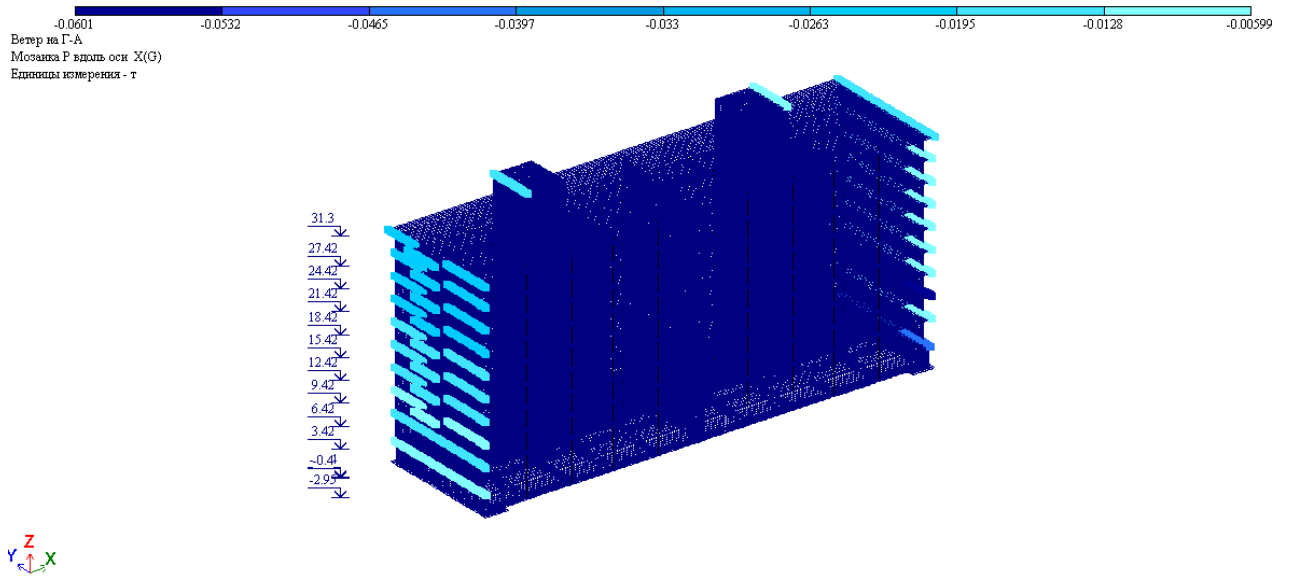 -0.0601 -0.0532 -0.0465 -0.0397 -0.033 -0.0263 -0.0195 -0.0128 -0.00599
Ветер на Г-А
Мозаика P вдоль оси X(G)
Единицы измерения - т
31.3
27.42
24.42
21.42
18.42
15.42
12.42
9.42
6.42
3.42
-2.95
Z
Y
X